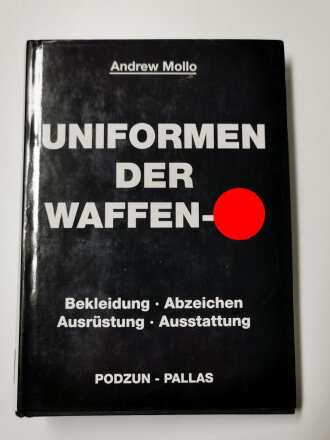 Andrew Mollo
UNIFORMEN
DER
WAFFEN-
Bekleidung · Abzeichen
Ausrüstung · Ausstattung
PODZUN - PALLAS